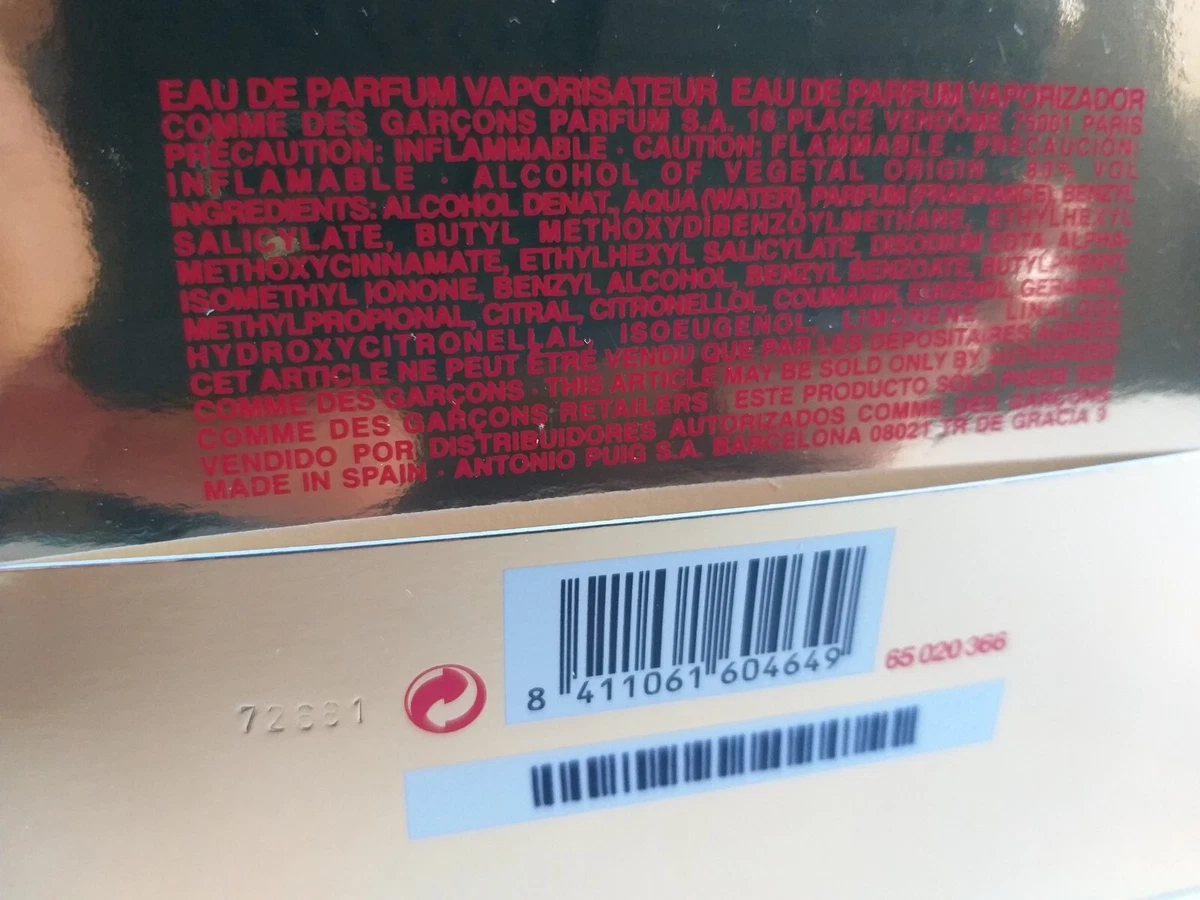 EAU DE PARFUM VAPORISATEUR EAU DE PARFUM VAPORIZADOR
COMME DES GARÇONS PARFUM S.A. 16 PLACE VENDÔME 75001 PARIS
PRÉCAUTION: INFLAMMABLE · CAUTION: FLAMMABLE · PRECAUCIÓN:
INFLAMABLE · ALCOHOL OF VEGETAL ORIGIN · 80% VOL
INGREDIENTS: ALCOHOL DENAT., AQUA (WATER), PARFUM (FRAGRANCE), BENZYL
SALICYLATE, BUTYL METHOXYDIBENZOYLMETHANE, ETHYLHEXYL
METHOXYCINNAMATE, ETHYLHEXYL SALICYLATE, DISODIUM EDTA, ALPHA-
ISOMETHYL IONONE, BENZYL ALCOHOL, BENZYL BENZOATE, BUTYLPHENYL
METHYLPROPIONAL, CITRAL, CITRONELLOL, COUMARIN, EUGENOL, GERANIOL,
HYDROXYCITRONELLAL, ISOEUGENOL, LIMONENE, LINALOOL
CET ARTICLE NE PEUT ÊTRE VENDU QUE PAR LES DÉPOSITAIRES AGRÉÉS
COMME DES GARÇONS · THIS ARTICLE MAY BE SOLD ONLY BY AUTHORIZED
COMME DES GARÇONS RETAILERS · ESTE PRODUCTO SOLO PUEDE SER
VENDIDO POR DISTRIBUIDORES AUTORIZADOS COMME DES GARÇONS
MADE IN SPAIN · ANTONIO PUIG S.A. BARCELONA 08021 TR DE GRACIA 9
8 411061 604649
65 020 366